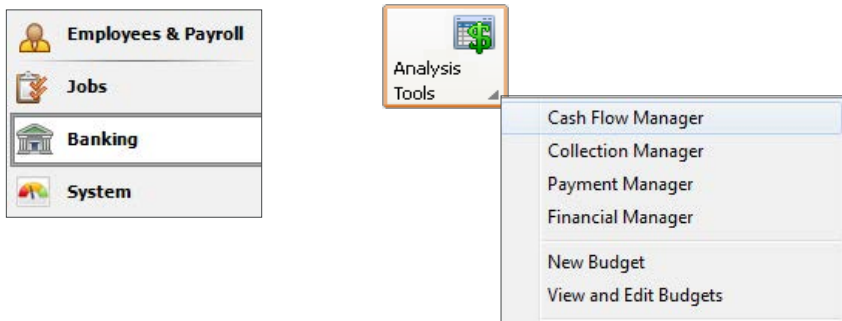 Employees & Payroll
Jobs
Banking
System
Analysis
Tools
Cash Flow Manager
Collection Manager
Payment Manager
Financial Manager
New Budget
View and Edit Budgets